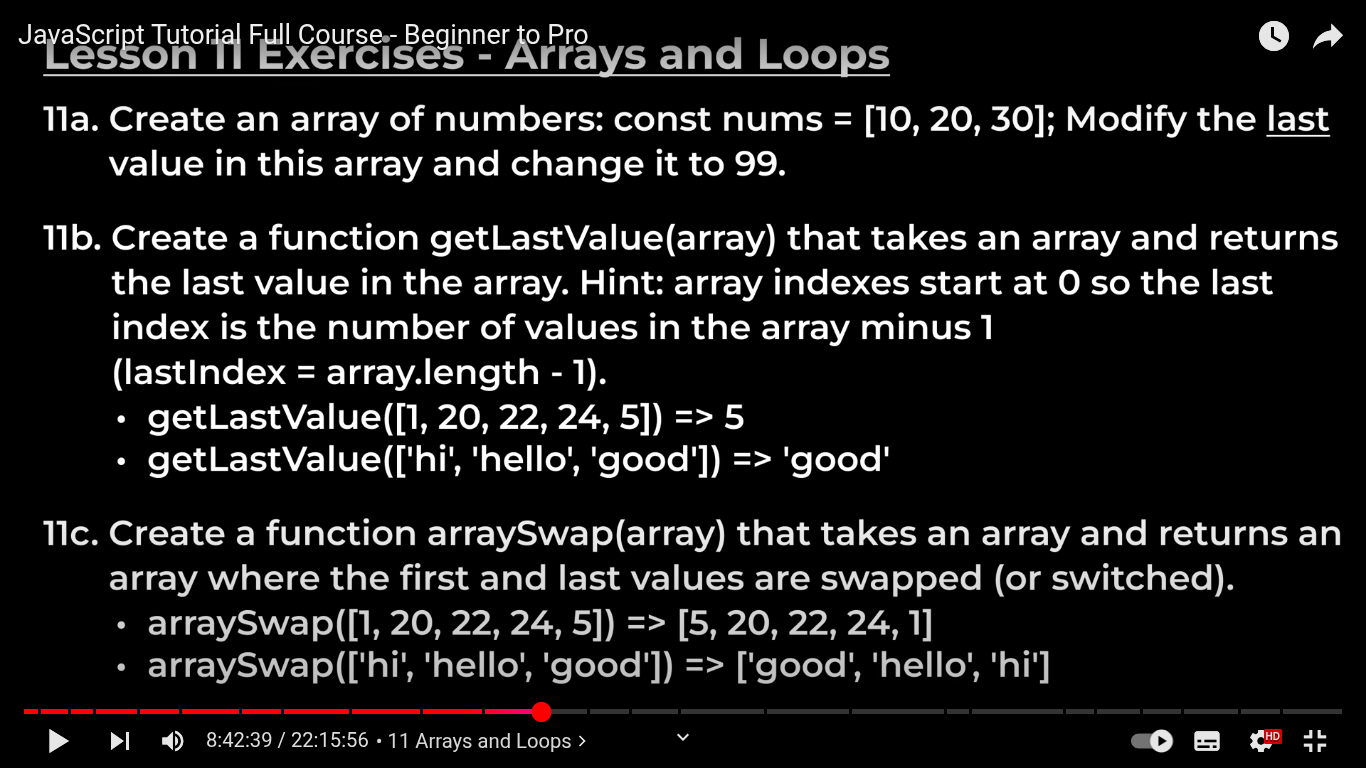 JavaScript Tutorial Full Course - Beginner to Pro
Lesson 11 Exercises - Arrays and Loops
11a. Create an array of numbers: const nums = [10, 20, 30]; Modify the last
value in this array and change it to 99.
11b. Create a function getLastValue(array) that takes an array and returns
the last value in the array. Hint: array indexes start at 0 so the last
index is the number of values in the array minus 1
(lastIndex = array.length - 1).
• getLastValue([1, 20, 22, 24, 5]) => 5
• getLastValue(['hi', 'hello', 'good']) => 'good'
11c. Create a function arraySwap(array) that takes an array and returns an
array where the first and last values are swapped (or switched).
• arraySwap([1, 20, 22, 24, 5]) => [5, 20, 22, 24, 1]
• arraySwap(['hi', 'hello', 'good']) => ['good', 'hello', 'hi']
8:42:39 / 22:15:56 • 11 Arrays and Loops >
HD